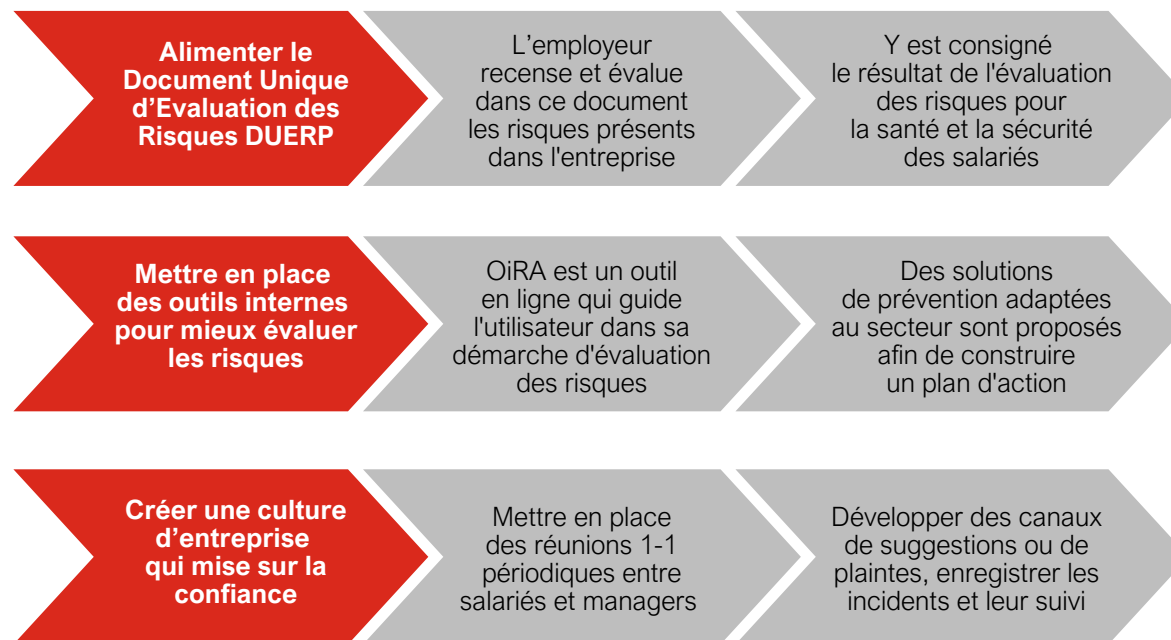 Alimenter le
Document Unique
d’Evaluation des
Risques DUERP
L’employeur
recense et évalue
dans ce document
les risques présents
dans l'entreprise
Y est consigné
le résultat de l'évaluation
des risques pour
la santé et la sécurité
des salariés
Mettre en place
des outils internes
pour mieux évaluer
les risques
OiRA est un outil
en ligne qui guide
l'utilisateur dans sa
démarche d'évaluation
des risques
Des solutions
de prévention adaptées
au secteur sont proposés
afin de construire
un plan d'action
Créer une culture
d’entreprise
qui mise sur la
confiance
Mettre en place
des réunions 1-1
périodiques entre
salariés et managers
Développer des canaux
de suggestions ou de
plaintes, enregistrer les
incidents et leur suivi